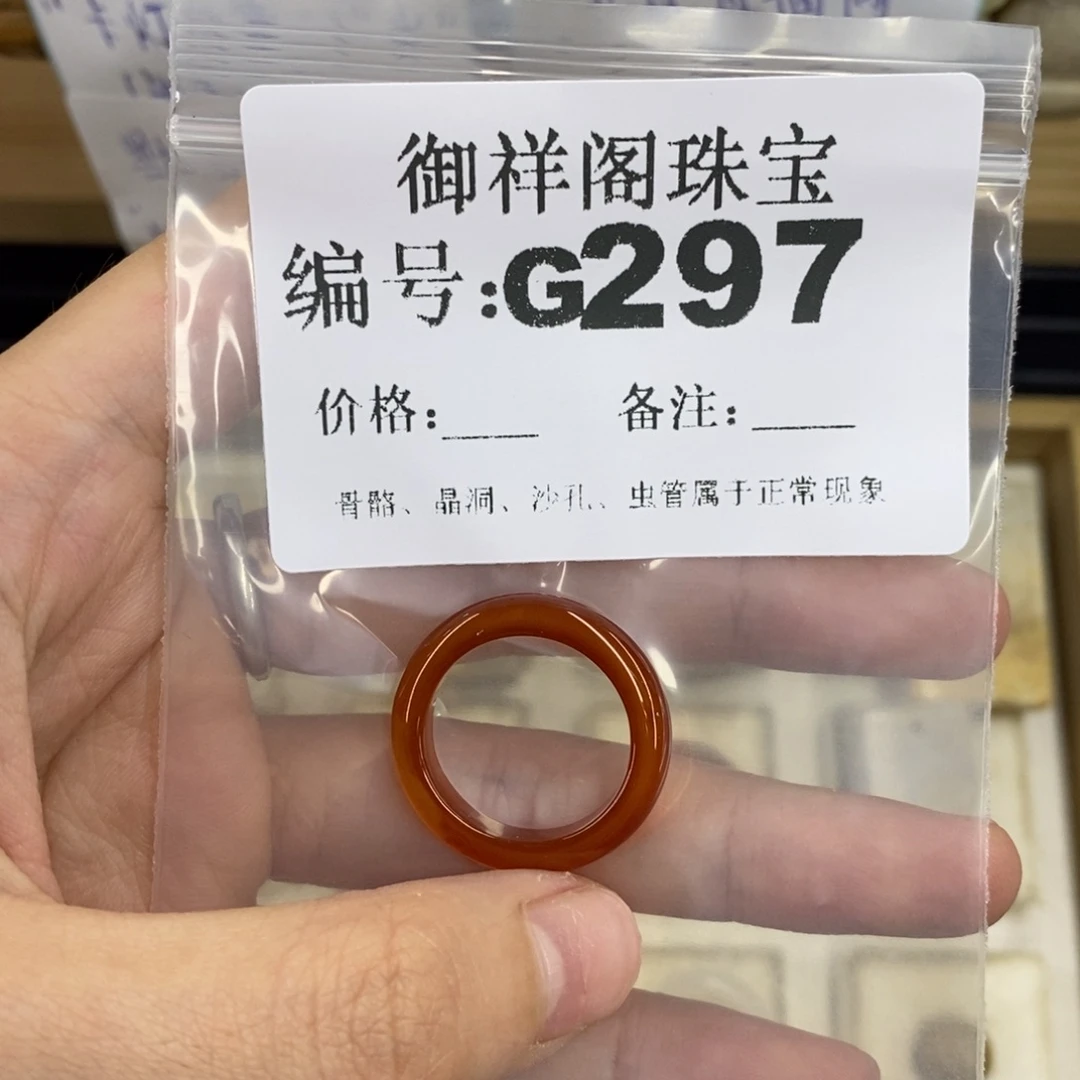 御祥阁珠宝
编号:G297
价格:____ 备注:____
骨骼、晶洞、沙孔、虫管属于正常现象